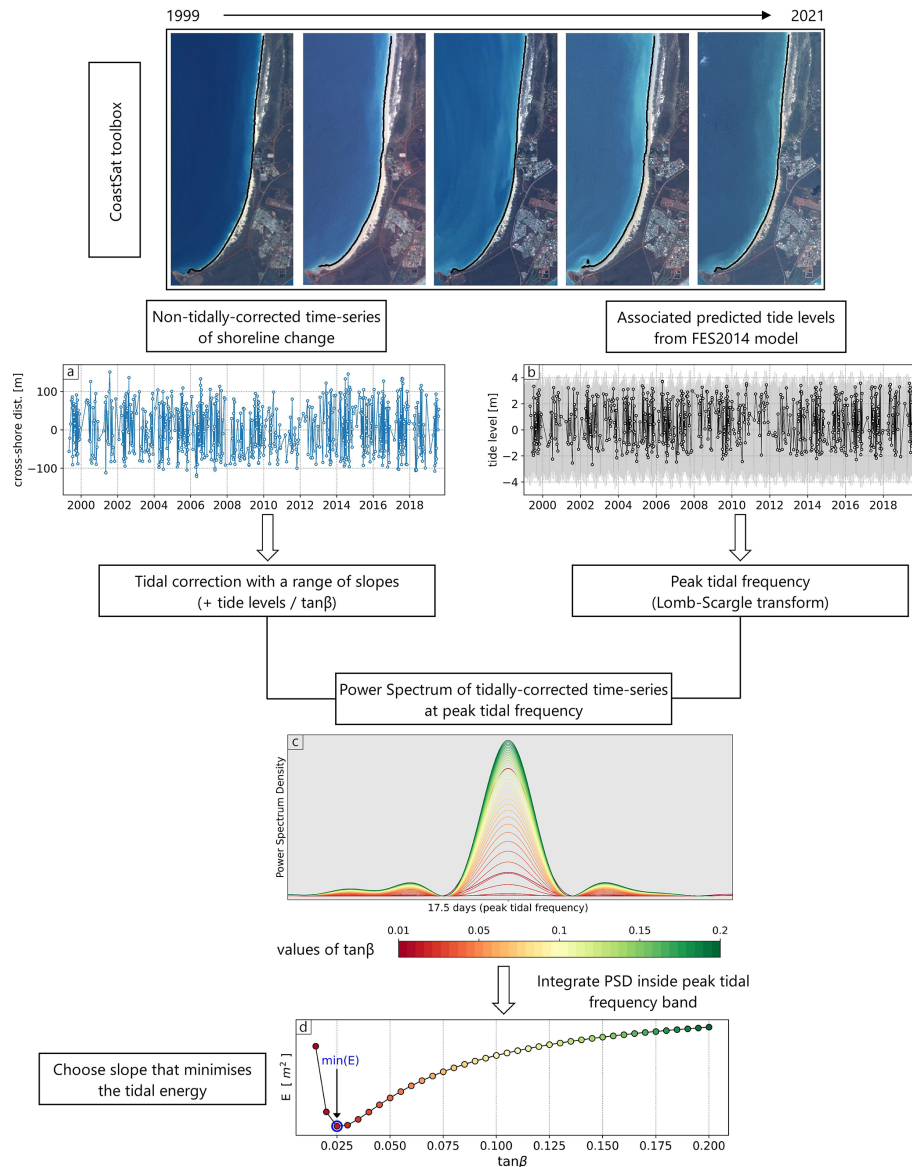 1999
2021
CoastSat toolbox
Non-tidally-corrected time-series
of shoreline change
Associated predicted tide levels
from FES2014 model
a
cross-shore dist. [m]
100
0
−100
2000 2002 2004 2006 2008 2010 2012 2014 2016 2018
b
tide level [m]
4
2
0
−2
−4
2000 2002 2004 2006 2008 2010 2012 2014 2016 2018
Tidal correction with a range of slopes
(+ tide levels / tanβ)
Peak tidal frequency
(Lomb-Scargle transform)
Power Spectrum of tidally-corrected time-series
at peak tidal frequency
c
Power Spectrum Density
17.5 days (peak tidal frequency)
values of tanβ
0.01 0.05 0.1 0.15 0.2
Integrate PSD inside peak tidal
frequency band
Choose slope that minimises
the tidal energy
d
E [ m² ]
min(E)
0.025 0.050 0.075 0.100 0.125 0.150 0.175 0.200
tanβ